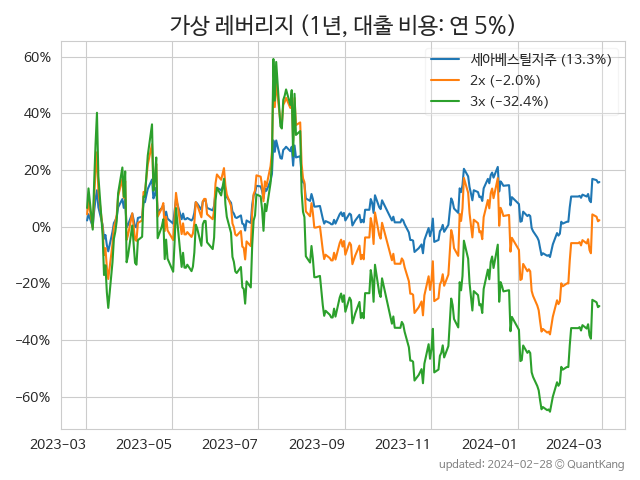 가상 레버리지 (1년, 대출 비용: 연 5%)
세아베스틸지주 (13.3%)
2x (−2.0%)
3x (−32.4%)
60%
40%
20%
0%
−20%
−40%
−60%
2023-03 2023-05 2023-07 2023-09 2023-11 2024-01 2024-03
updated: 2024-02-28 © QuantKang